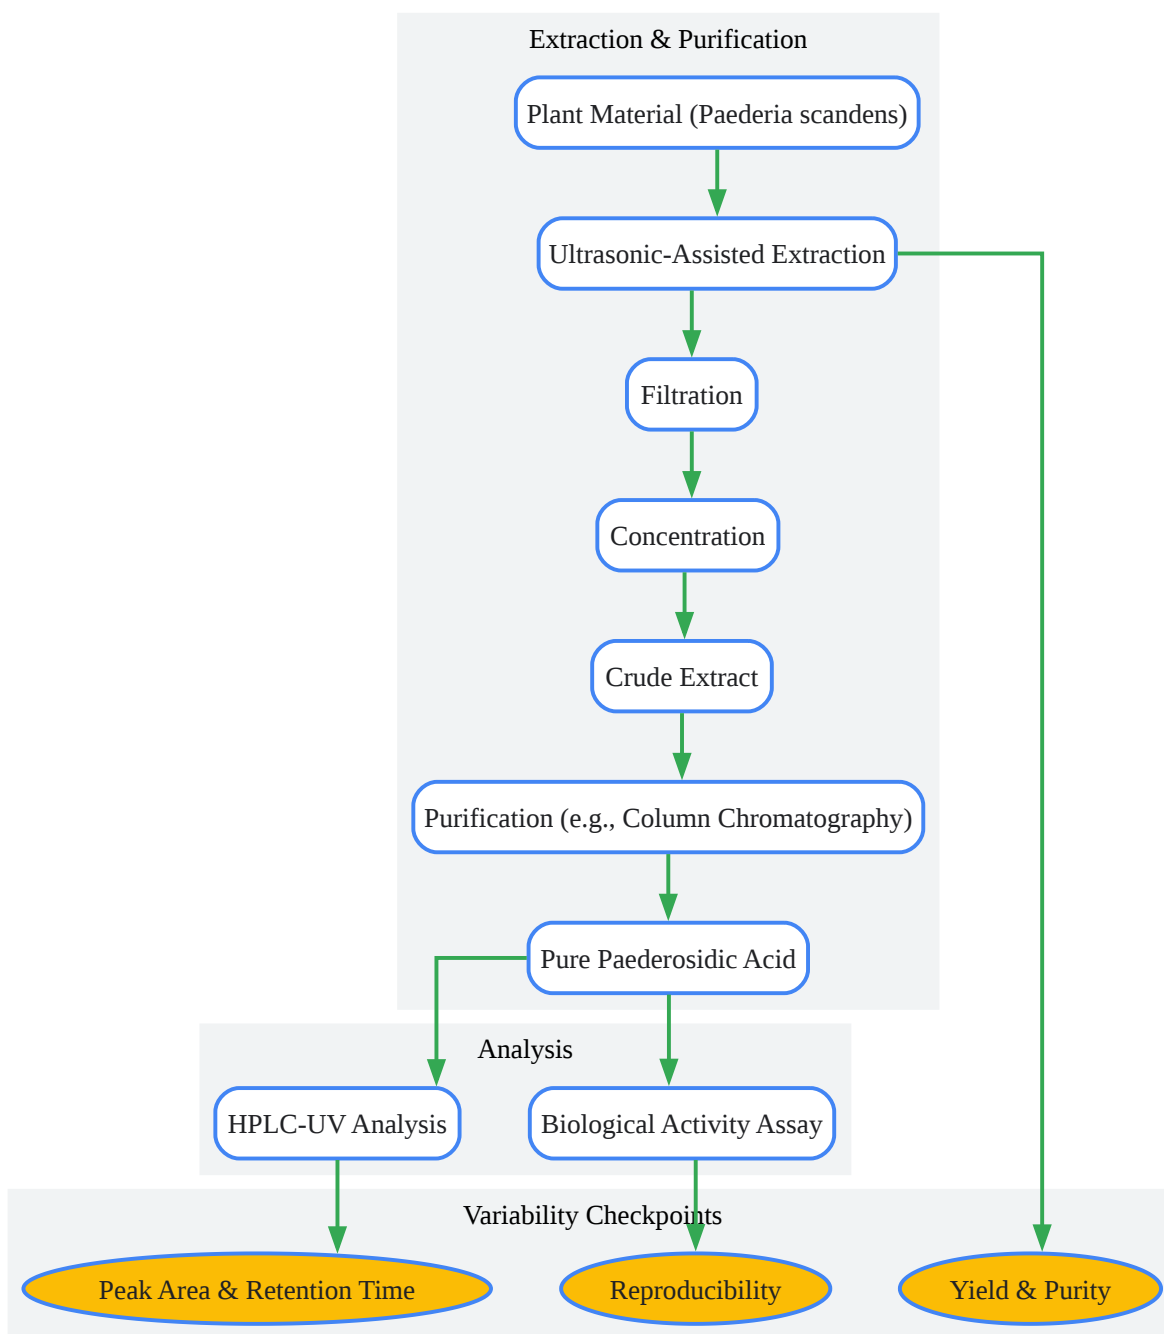 Extraction & Purification
Plant Material (Paederia scandens)
Ultrasonic-Assisted Extraction
Filtration
Concentration
Crude Extract
Purification (e.g., Column Chromatography)
Pure Paederosidic Acid
Analysis
HPLC-UV Analysis
Biological Activity Assay
Variability Checkpoints
Peak Area & Retention Time
Reproducibility
Yield & Purity